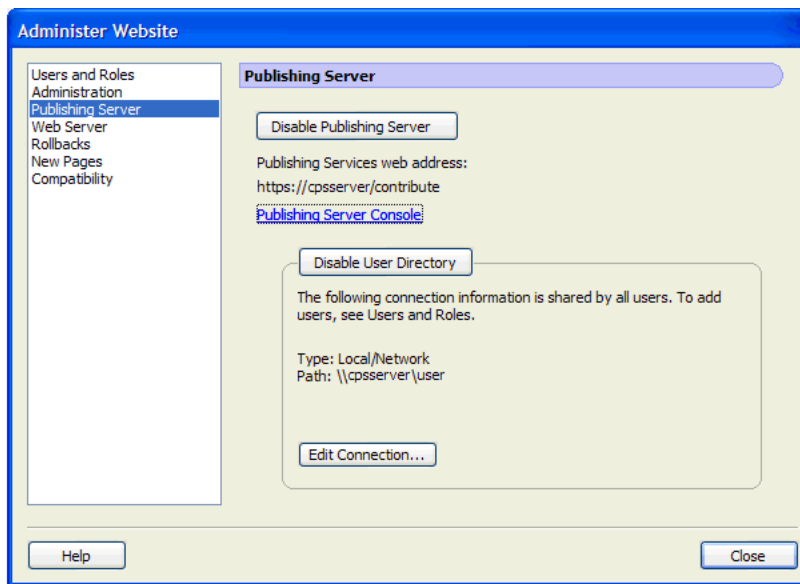 Administer Website
Users and Roles
Administration
Publishing Server
Web Server
Rollbacks
New Pages
Compatibility
Publishing Server
Disable Publishing Server
Publishing Services web address:
https://cpsserver/contribute
Publishing Server Console
Disable User Directory
The following connection information is shared by all users. To add
users, see Users and Roles.
Type: Local/Network
Path: \\cpsserver\user
Edit Connection...
Help
Close